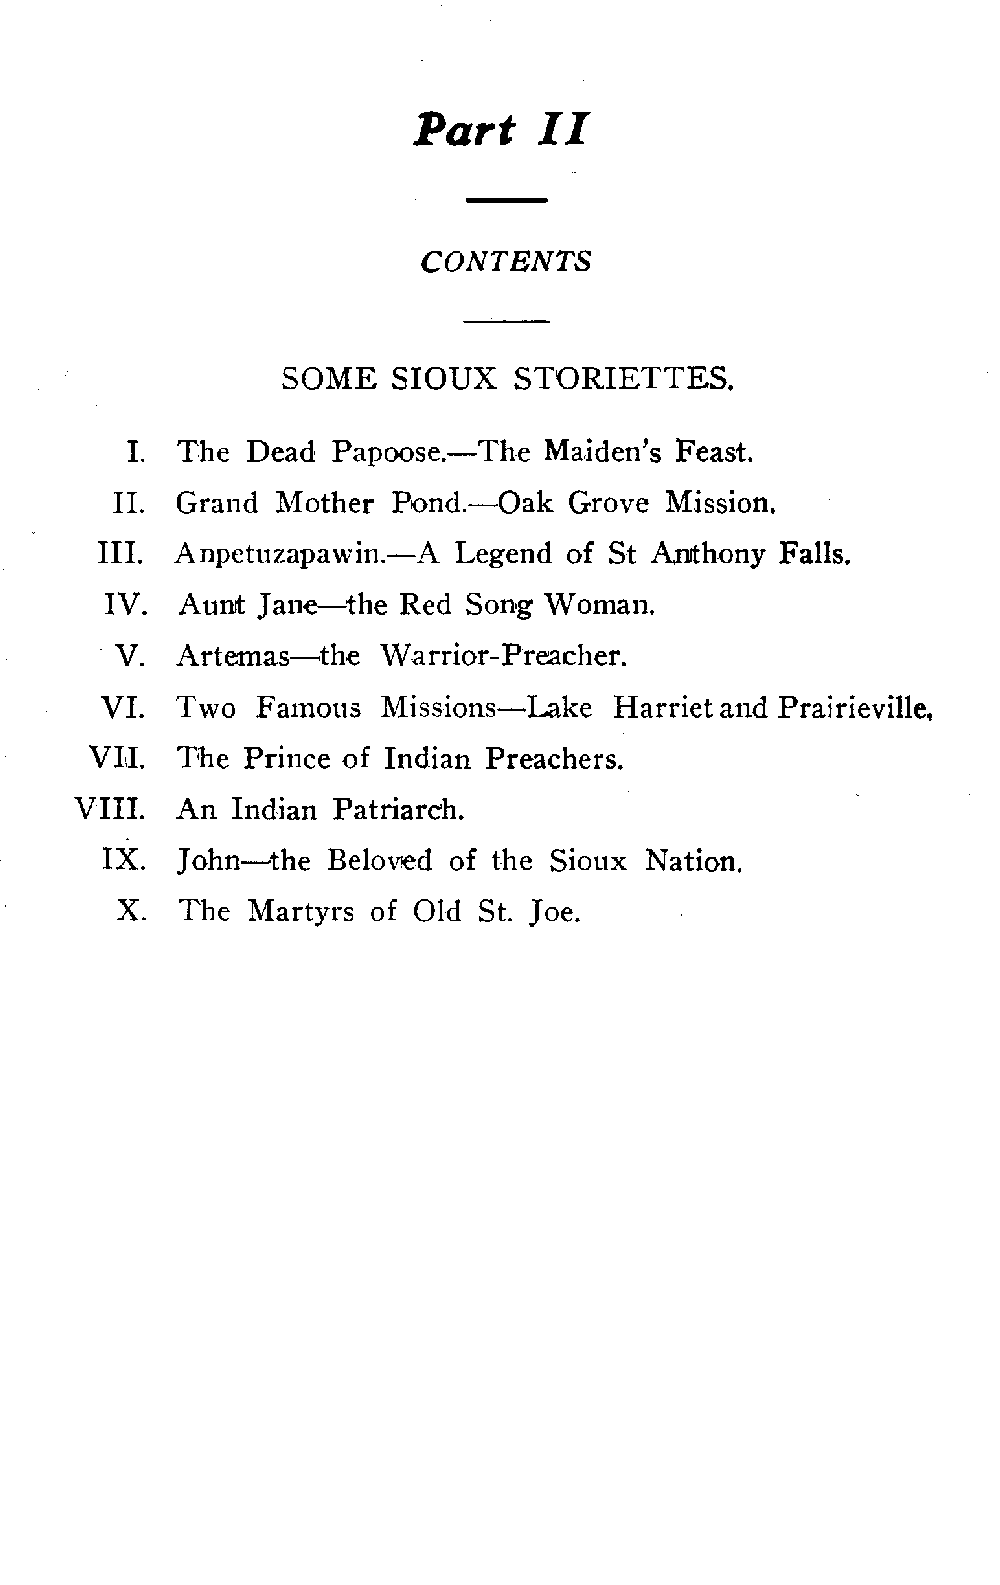 Part II
CONTENTS
SOME SIOUX STORIETTES.
I. The Dead Papoose.—The Maiden's Feast.
II. Grand Mother Pond.—Oak Grove Mission.
III. Anpetuzapawin.—A Legend of St Anthony Falls.
IV. Aunt Jane—the Red Song Woman.
V. Artemas—the Warrior-Preacher.
VI. Two Famous Missions—Lake Harriet and Prairieville.
VII. The Prince of Indian Preachers.
VIII. An Indian Patriarch.
IX. John—the Beloved of the Sioux Nation.
X. The Martyrs of Old St. Joe.